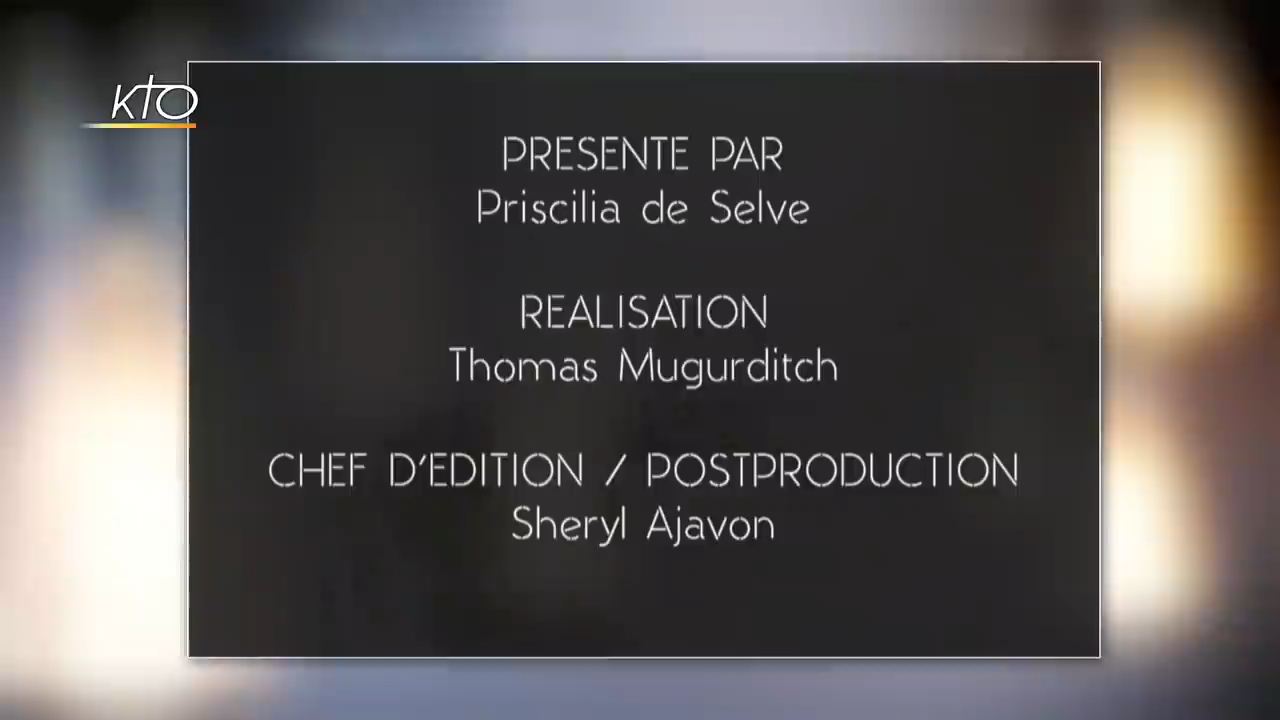 KTO
PRESENTE PAR
Priscilia de Selve
REALISATION
Thomas Mugurditch
CHEF D'EDITION / POSTPRODUCTION
Sheryl Ajavon